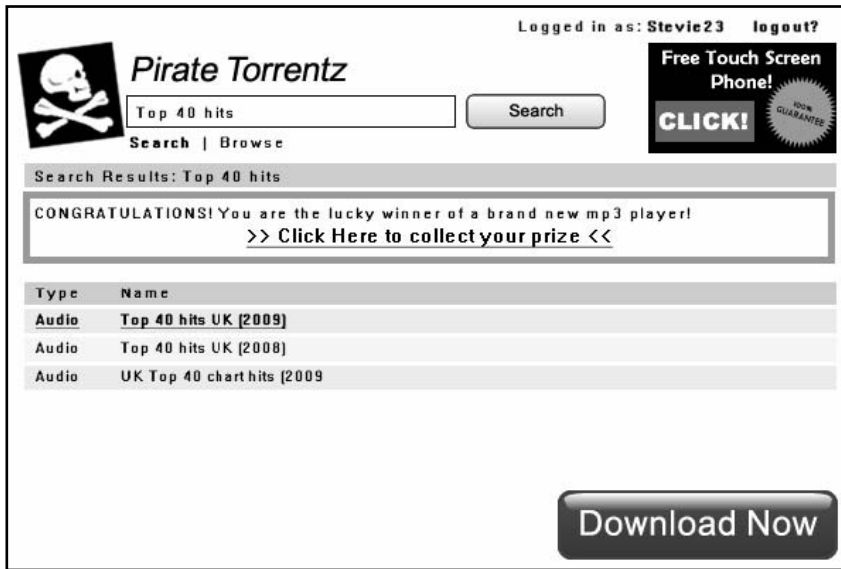 Logged in as: Stevie23 logout?
Pirate Torrentz
Top 40 hits
Search
Search | Browse
Free Touch Screen
Phone!
CLICK!
100%
GUARANTEE
Search Results: Top 40 hits
CONGRATULATIONS! You are the lucky winner of a brand new mp3 player!
>> Click Here to collect your prize <<
Type Name
Audio Top 40 hits UK (2009)
Audio Top 40 hits UK (2008)
Audio UK Top 40 chart hits (2009
Download Now